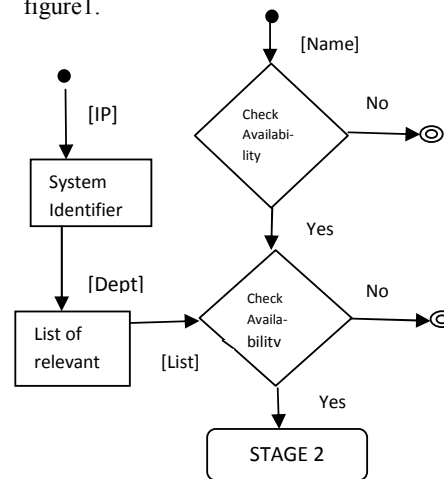 figure1.
[Name]
[IP]
Check
Availabi-
lity
No
System
Identifier
Yes
[Dept]
Check
Availa-
bility
No
List of
relevant
[List]
Yes
STAGE 2